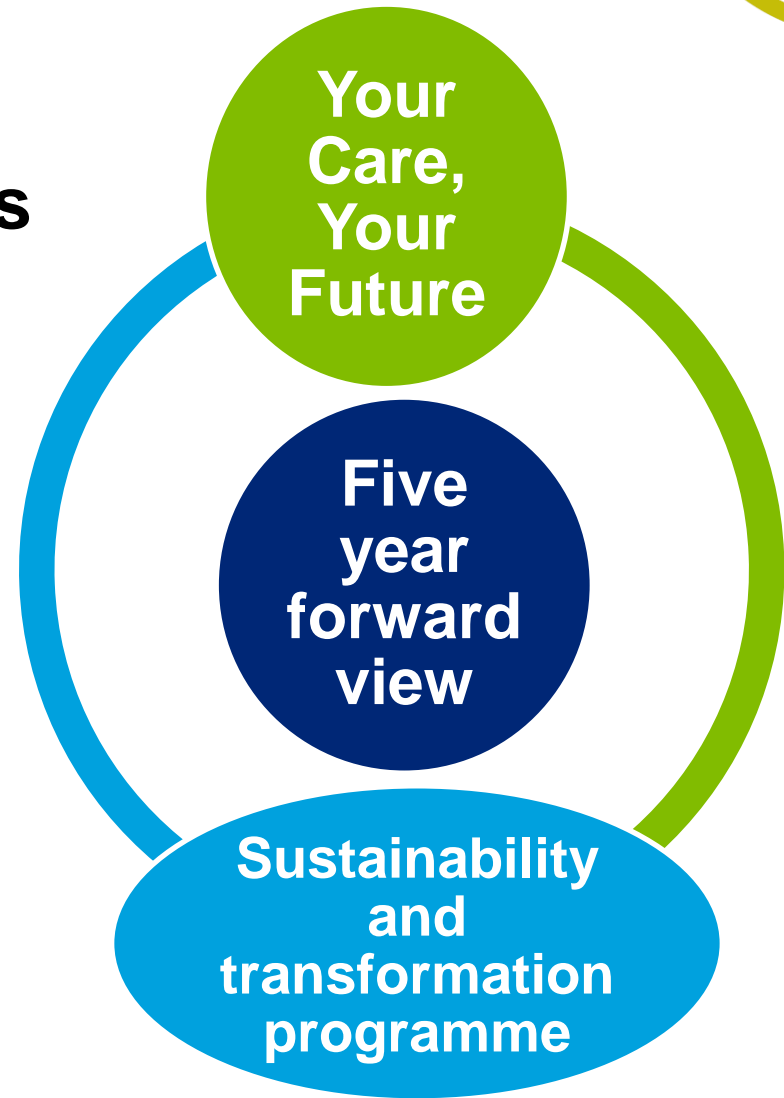 Your
Care,
Your
Future
s
Five
year
forward
view
Sustainability
and
transformation
programme